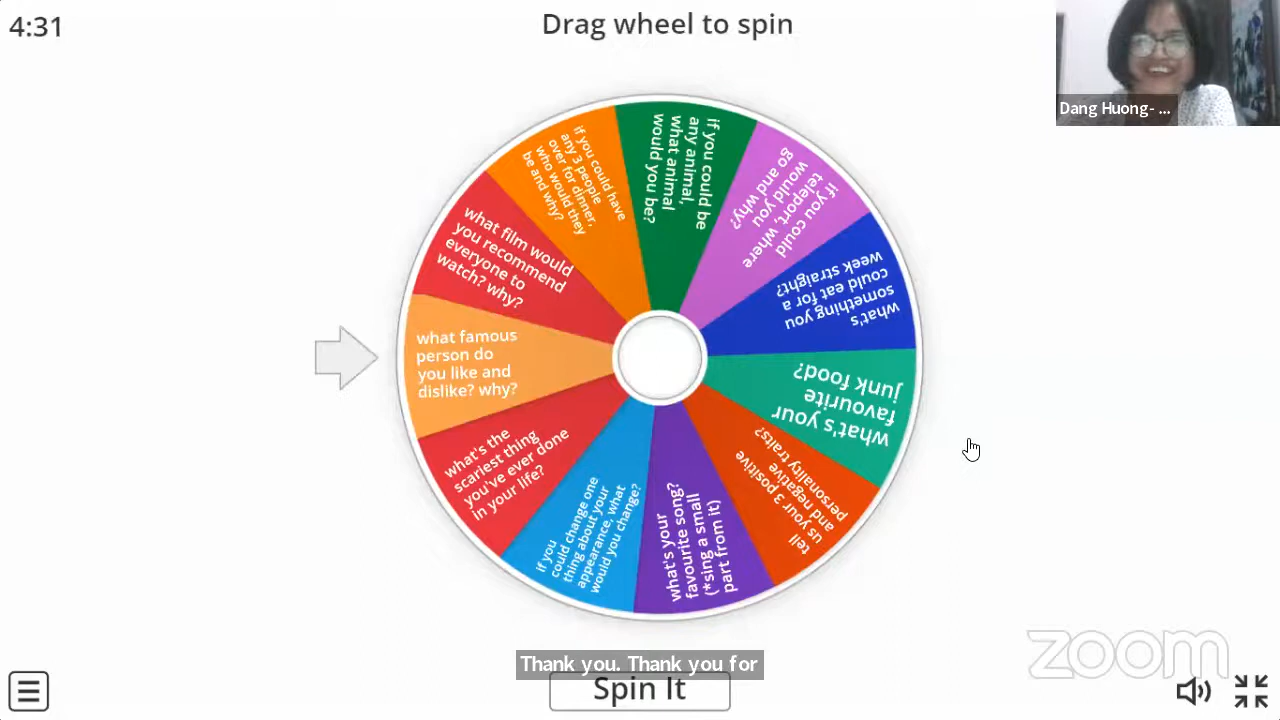 4:31
Drag wheel to spin
Dang Huong- ...
if you could be
any animal,
what animal
would you be?
if you could
teleport, where
would you
go and why?
what's
something you
could eat for a
week straight?
what's your
favourite
junk food?
tell
us your 3 positive
and negative
personality traits?
what's your
favourite song?
(*sing a small
part from it)
If you
could change one
thing about your
appearance, what
would you change?
what's the
scariest thing
you've ever done
in your life?
what famous
person do
you like and
dislike? why?
what film would
you recommend
everyone to
watch? why?
if you could have
any 3 people
over for dinner,
who would they
be and why?
Thank you. Thank you for
Spin It
zoom